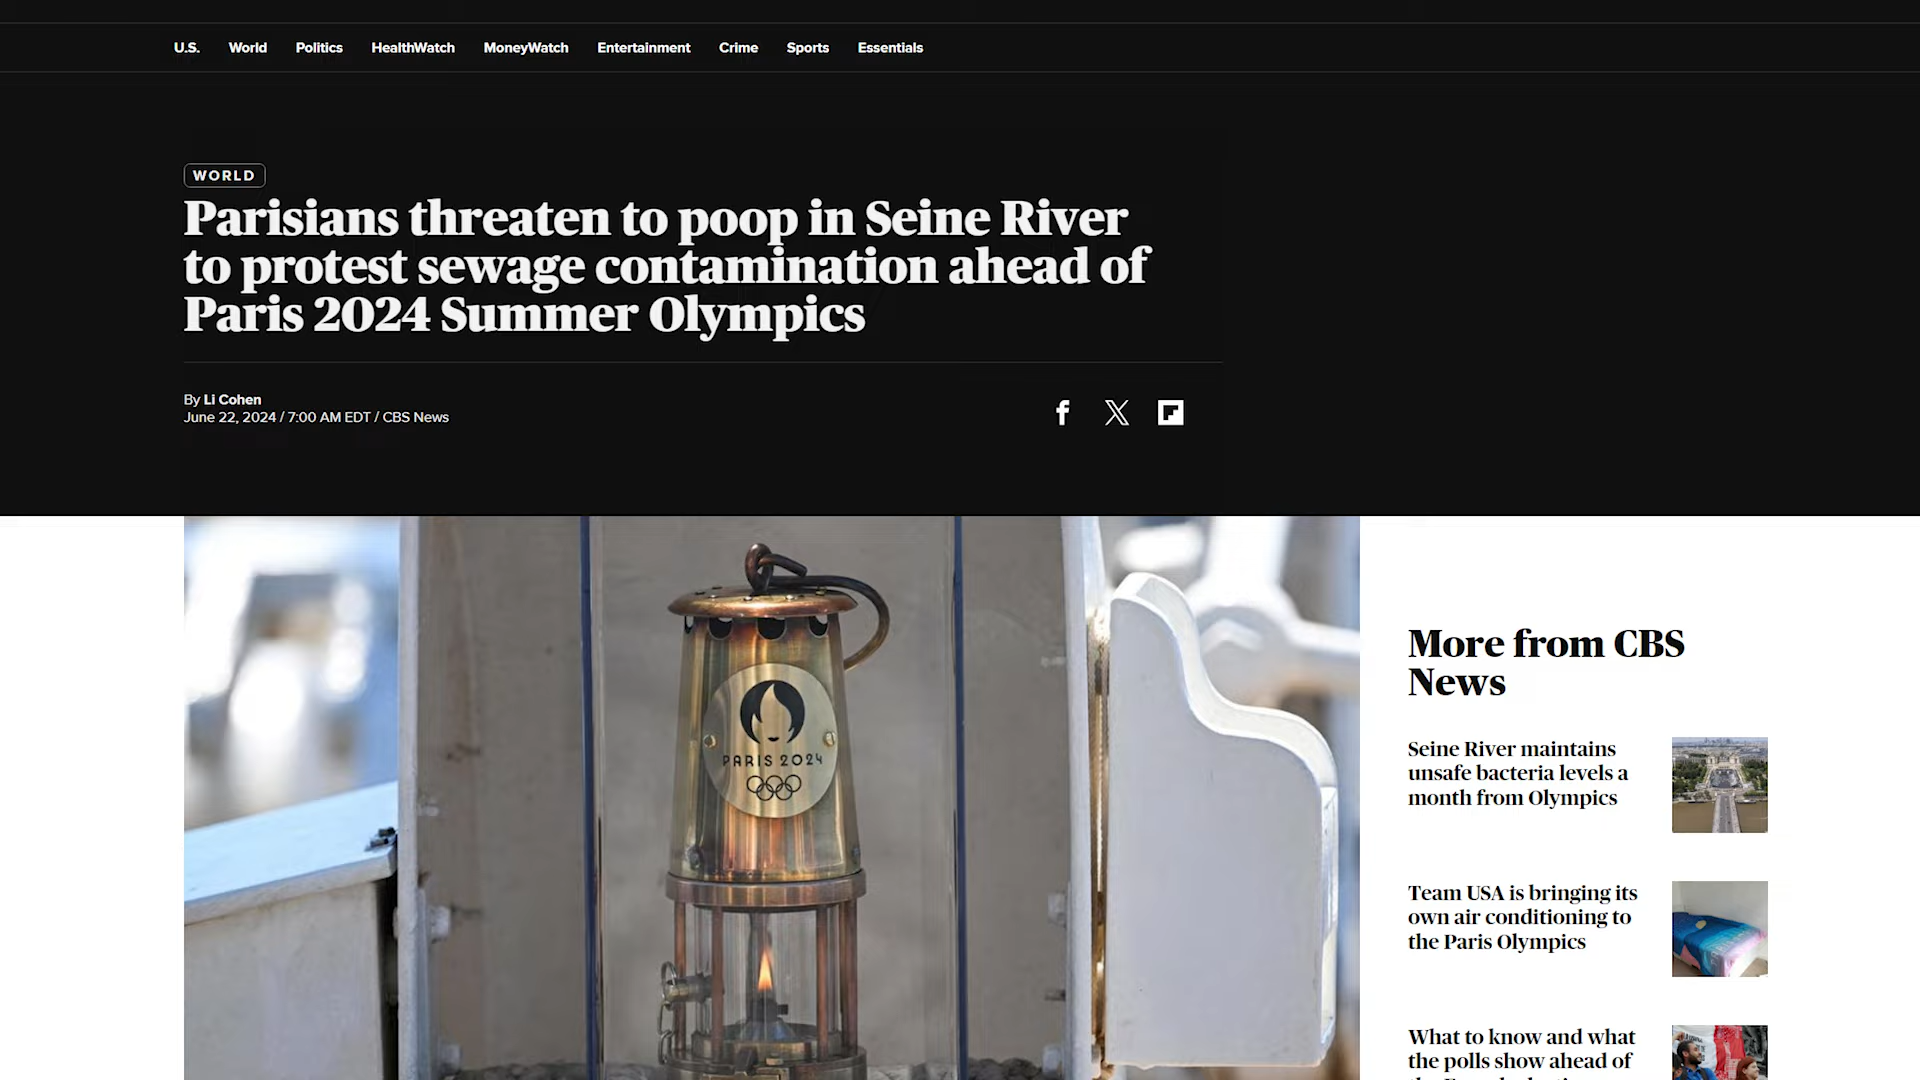 U.S. World Politics HealthWatch MoneyWatch Entertainment Crime Sports Essentials
WORLD
Parisians threaten to poop in Seine River
to protest sewage contamination ahead of
Paris 2024 Summer Olympics
By Li Cohen
June 22, 2024 / 7:00 AM EDT / CBS News
PARIS 2024
More from CBS
News
Seine River maintains
unsafe bacteria levels a
month from Olympics
Team USA is bringing its
own air conditioning to
the Paris Olympics
What to know and what
the polls show ahead of